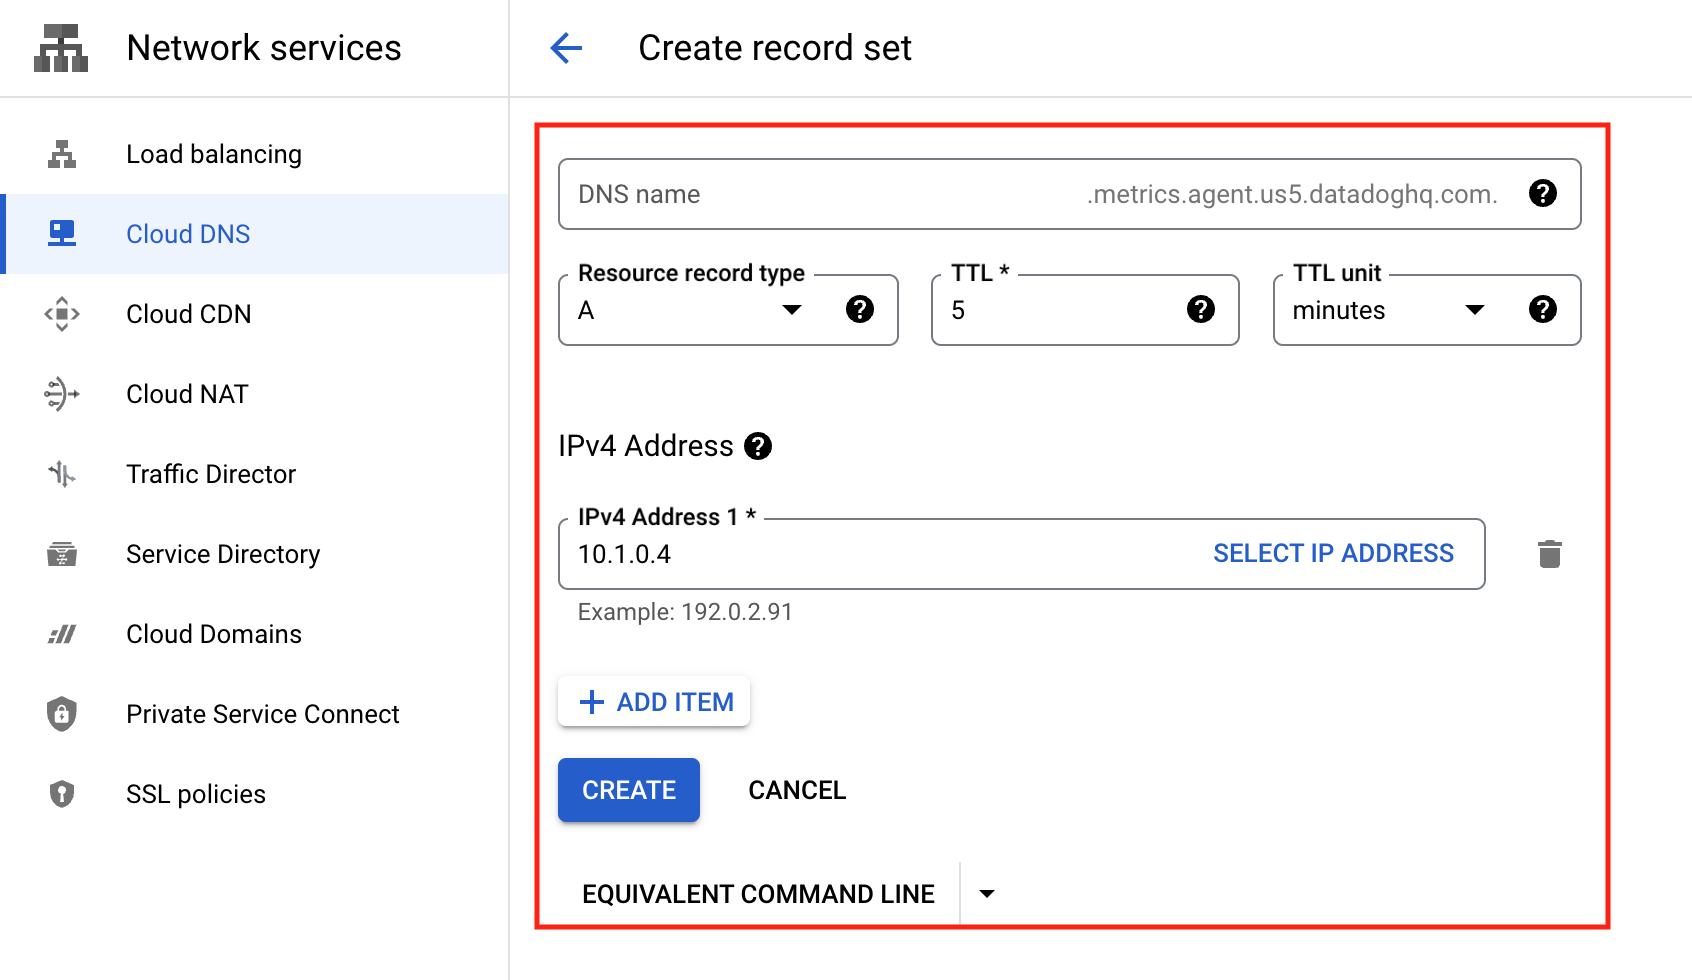 Network services
Create record set
Load balancing
Cloud DNS
Cloud CDN
Cloud NAT
Traffic Director
Service Directory
Cloud Domains
Private Service Connect
SSL policies
DNS name .metrics.agent.us5.datadoghq.com. ?
Resource record type TTL * TTL unit
A ? 5 ? minutes ?
IPv4 Address ?
IPv4 Address 1 *
10.1.0.4 SELECT IP ADDRESS
Example: 192.0.2.91
+ ADD ITEM
CREATE CANCEL
EQUIVALENT COMMAND LINE